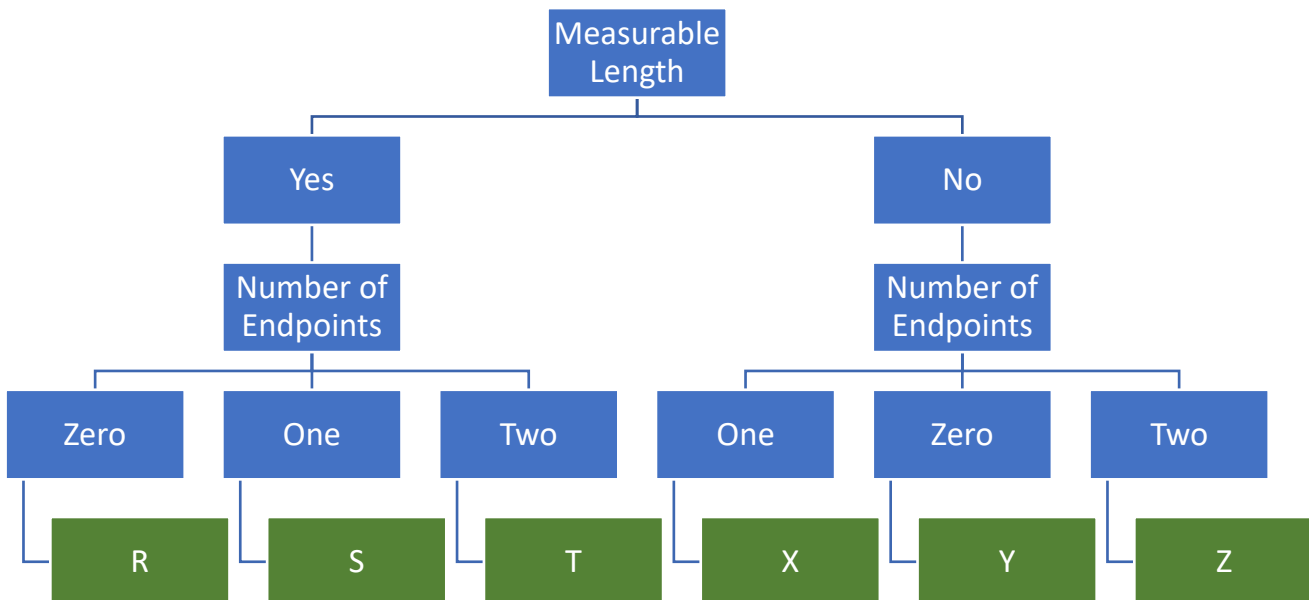 Measurable
Length
Yes
No
Number of
Endpoints
Number of
Endpoints
Zero
One
Two
One
Zero
Two
R
S
T
X
Y
Z